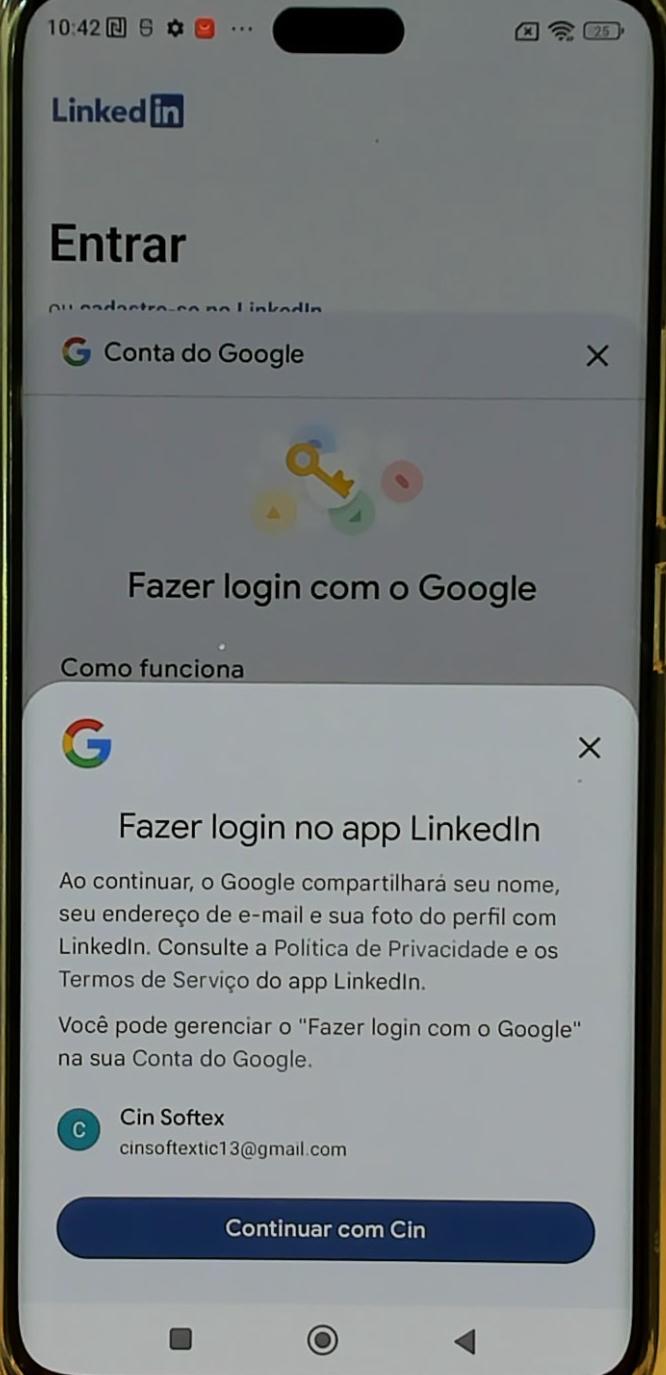 10:42
25
Linked in
Entrar
ou cadastre-se no LinkedIn
Conta do Google
Fazer login com o Google
Como funciona
Fazer login no app LinkedIn
Ao continuar, o Google compartilhará seu nome,
seu endereço de e-mail e sua foto do perfil com
LinkedIn. Consulte a Política de Privacidade e os
Termos de Serviço do app LinkedIn.
Você pode gerenciar o "Fazer login com o Google"
na sua Conta do Google.
C
Cin Softex
cinsoftextic13@gmail.com
Continuar com Cin